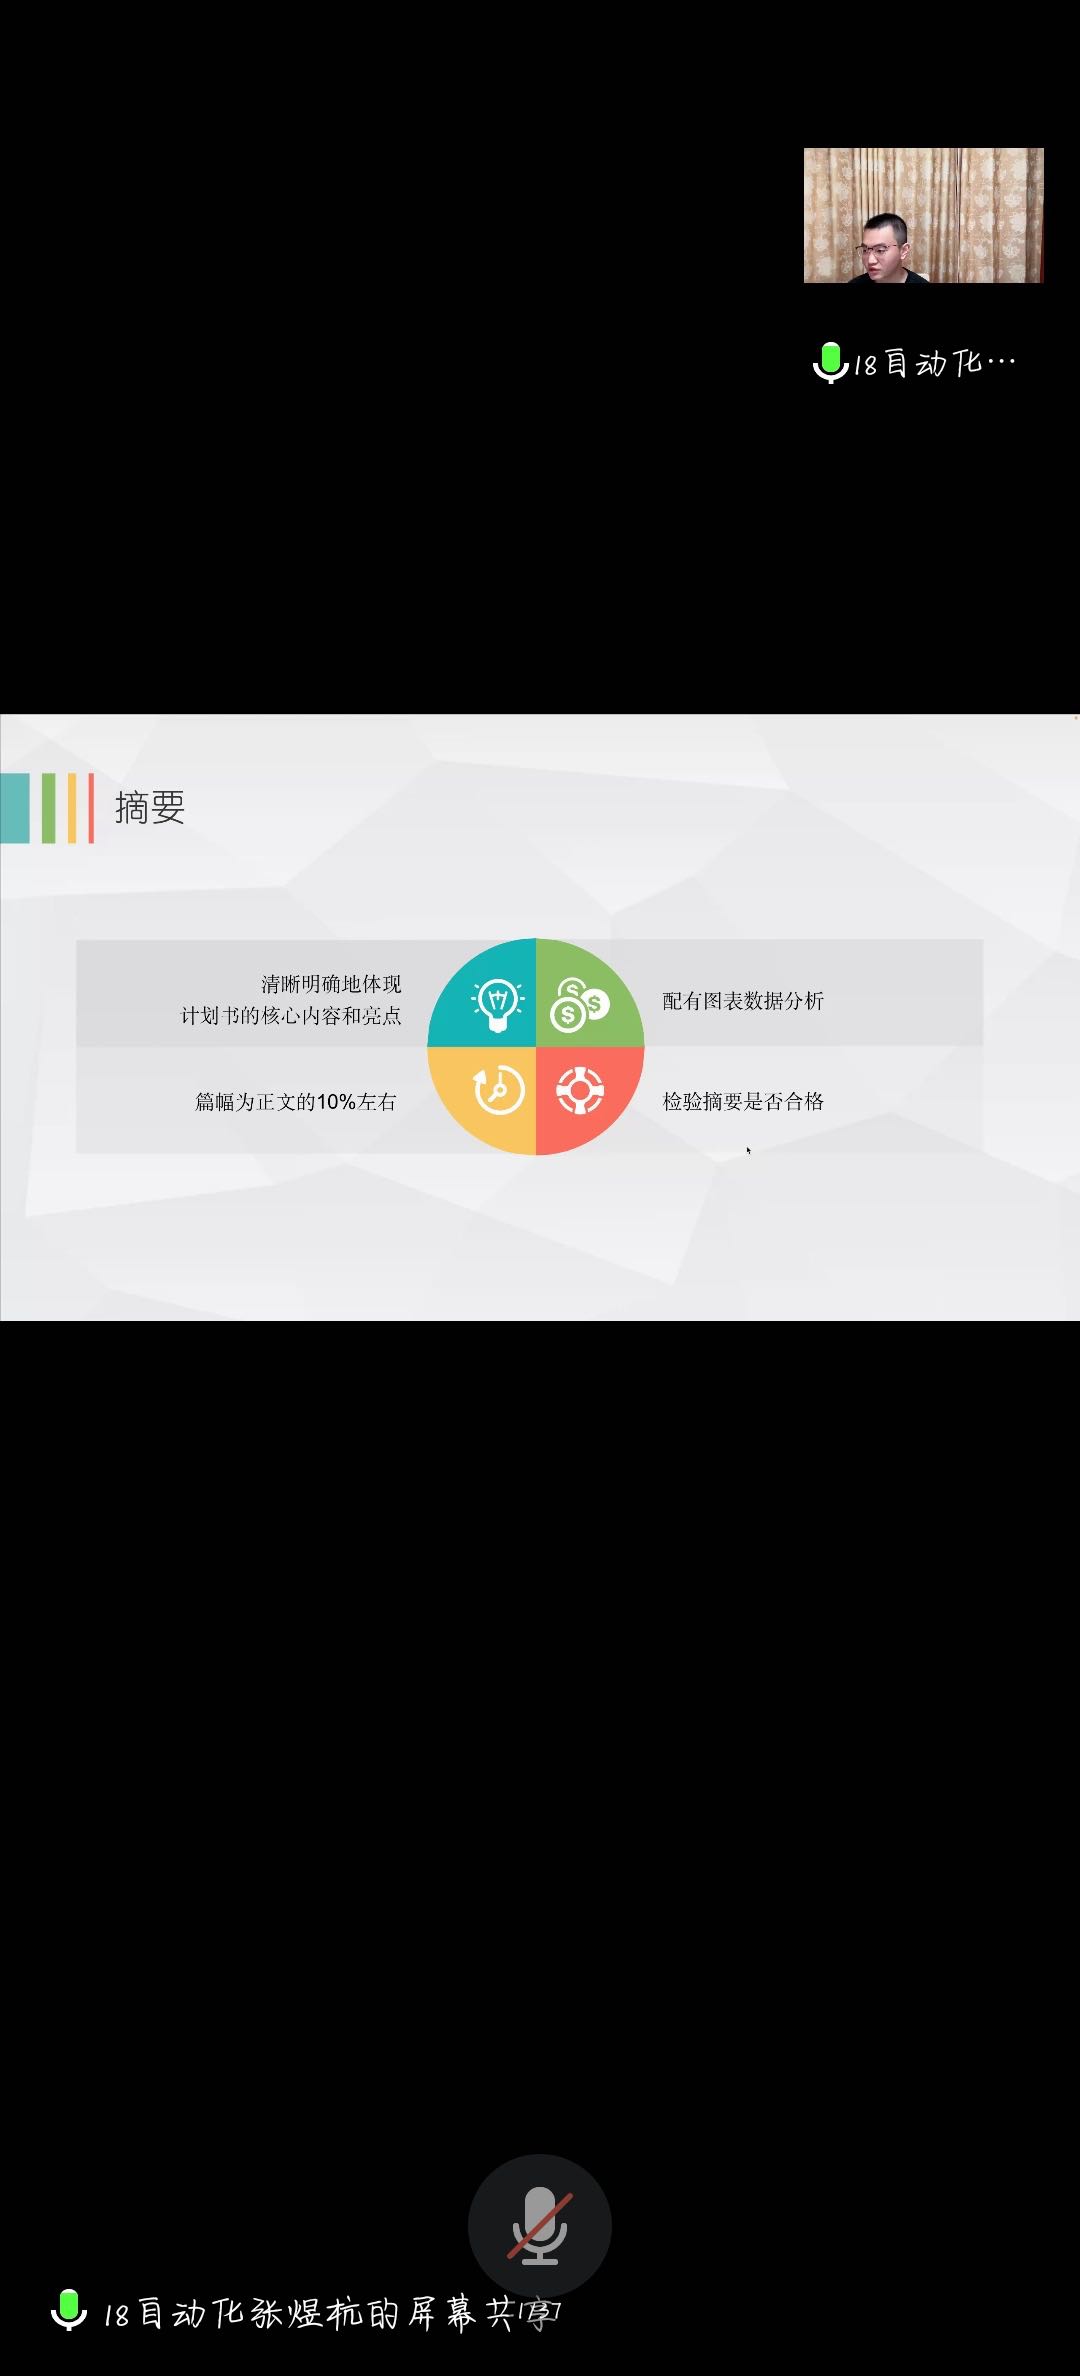 18自动化…
摘要
清晰明确地体现
计划书的核心内容和亮点
配有图表数据分析
篇幅为正文的10%左右
检验摘要是否合格
18自动化张煜杭的屏幕共享